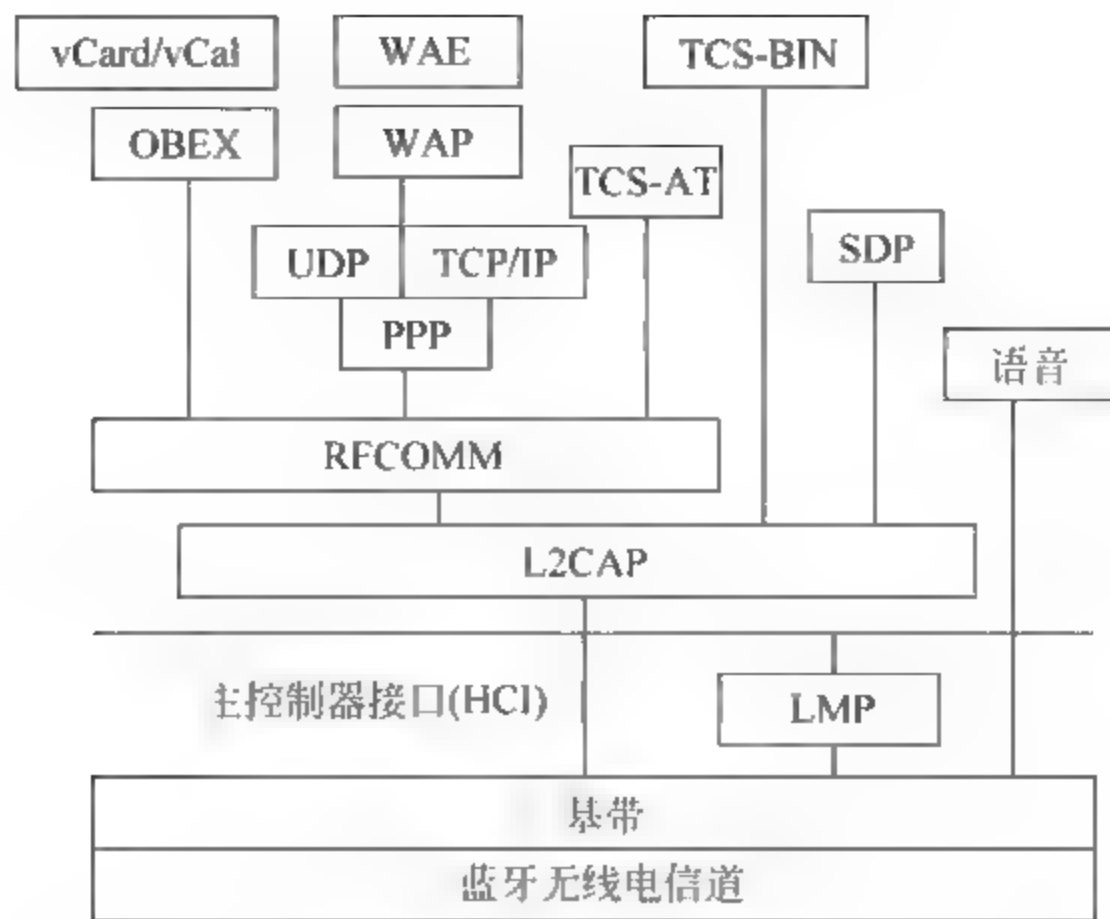 vCard/vCal
WAE
TCS-BIN
OBEX
WAP
TCS-AT
UDP
TCP/IP
SDP
PPP
语音
RFCOMM
L2CAP
主控制器接口(HCI)
LMP
基带
蓝牙无线电信道